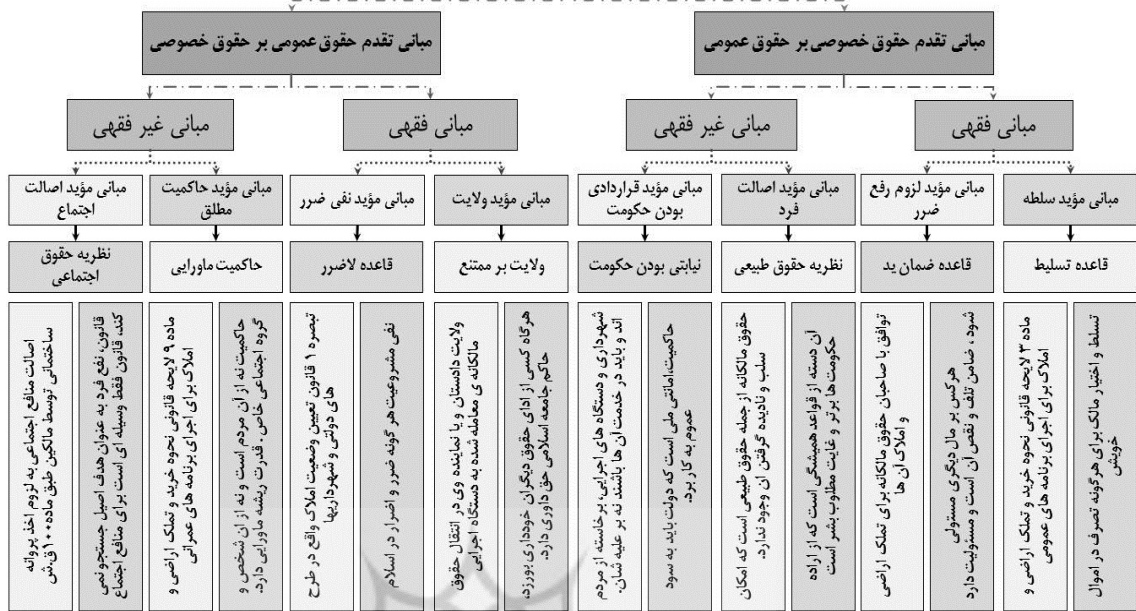 مبانی تقدم حقوق خصوصی بر حقوق عمومی
مبانی تقدم حقوق عمومی بر حقوق خصوصی
مبانی فقهی
مبانی غیر فقهی
مبانی فقهی
مبانی غیر فقهی
مبانی مؤید سلطه
مبانی مؤید لزوم رفع
ضرر
مبانی مؤید اصالت
فرد
مبانی مؤید قراردادی
بودن حکومت
مبانی مؤید ولایت
مبانی مؤید نفی ضرر
مبانی مؤید حاکمیت
مطلق
مبانی مؤید اصالت
اجتماع
قاعده تسلیط
قاعده ضمان ید
نظریه حقوق طبیعی
نیابتی بودن حکومت
ولایت بر ممتنع
قاعده لاضرر
حاکمیت ماورایی
نظریه حقوق
اجتماعی
تسلط و اختیار مالک برای هرگونه تصرف در اموال
خویش
ماده ۳ لایحه قانونی نحوه خرید و تملک اراضی و
املاک برای اجرای برنامه های عمومی
هرکس بر مال دیگری مستولی
شود ، ضامن تلف و نقص آن است و مسئولیت دارد
توافق با صاحبان حقوق مالکانه برای تملک اراضی
و املاک آن ها
آن دسته از قواعد همیشگی است که از اراده
حکومت‌ها برتر و غایت مطلوب بشر است
حقوق مالکانه از جمله حقوق طبیعی است که امکان
سلب و نادیده گرفتن آن وجود ندارد.
حاکمیت،امانتی ملی است که دولت باید به سود
عموم به کار برد.
شهرداری و دستگاه های اجرایی، برخاسته از مردم
اند و باید در خدمت آن ها باشند نه بر علیه شان.
هرگاه کسی از ادای حقوق دیگران خودداری بورزد،
حاکم جامعه اسلامی حق داوری دارد.
ولایت دادستان و یا نماینده وی در انتقال حقوق
مالکانه ی معامله شده به دستگاه اجرایی
نفی مشروعیت هر گونه ضرر و اضرار در اسلام
تبصره ۱ قانون تعیین وضعیت املاک واقع در طرح
های دولتی و شهرداریها
حاکمیت نه از آن مردم است و نه از ان شخص و
گروه اجتماعی خاص . قدرت ریشه ماورایی دارد.
ماده ۹ لایحه قانونی نحوه خرید و تملک اراضی و
املاک برای اجرای برنامه های عمرانی
قانون، نفع فرد به عنوان هدف اصیل جستجو نمی
کند، قانون فقط وسیله ای است برای منافع اجتماع
اصالت منافع اجتماعی به لزوم اخذ پروانه
ساختمانی توسط مالکین طبق ماده۱۰۰ ق.ش